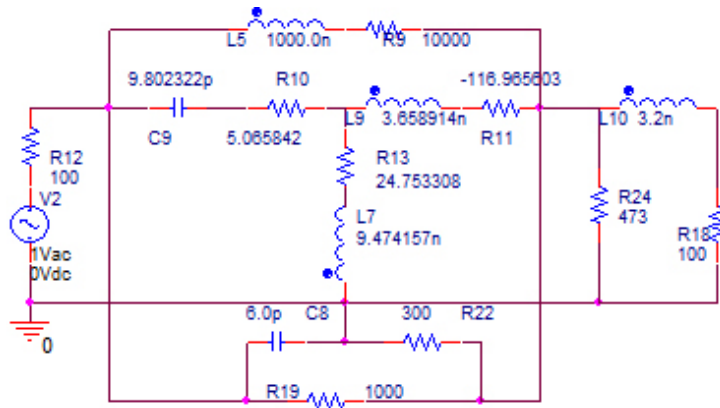 L5 1000.0n R9 10000
9.802322p R10 -116.965603
C9 5.065842 L9 3.658914n R11 L10 3.2n
R12
100
R13
24.753308
V2
L7
9.474157n
R24
473
R18
100
1Vac
0Vdc
0
6.0p C8 300 R22
R19 1000